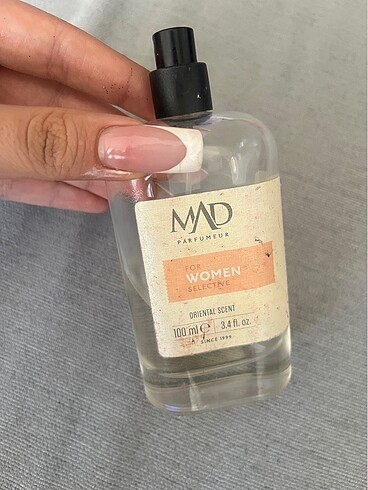 MAD
PARFUMEUR
FOR
WOMEN
SELECTIVE
ORIENTAL SCENT
100 ml ℮ 3.4 fl. oz.
SINCE 1999